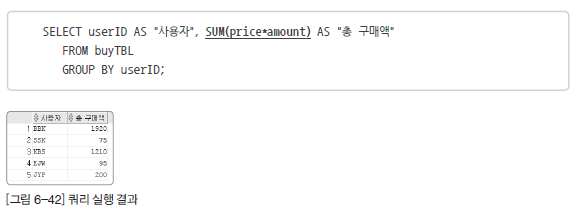 SELECT userID AS "사용자", SUM(price*amount) AS "총 구매액"
FROM buyTBL
GROUP BY userID;
사용자 총 구매액
1 BBK 1920
2 SSK 75
3 KBS 1210
4 EJW 95
5 JYP 200
[그림 6-42] 쿼리 실행 결과